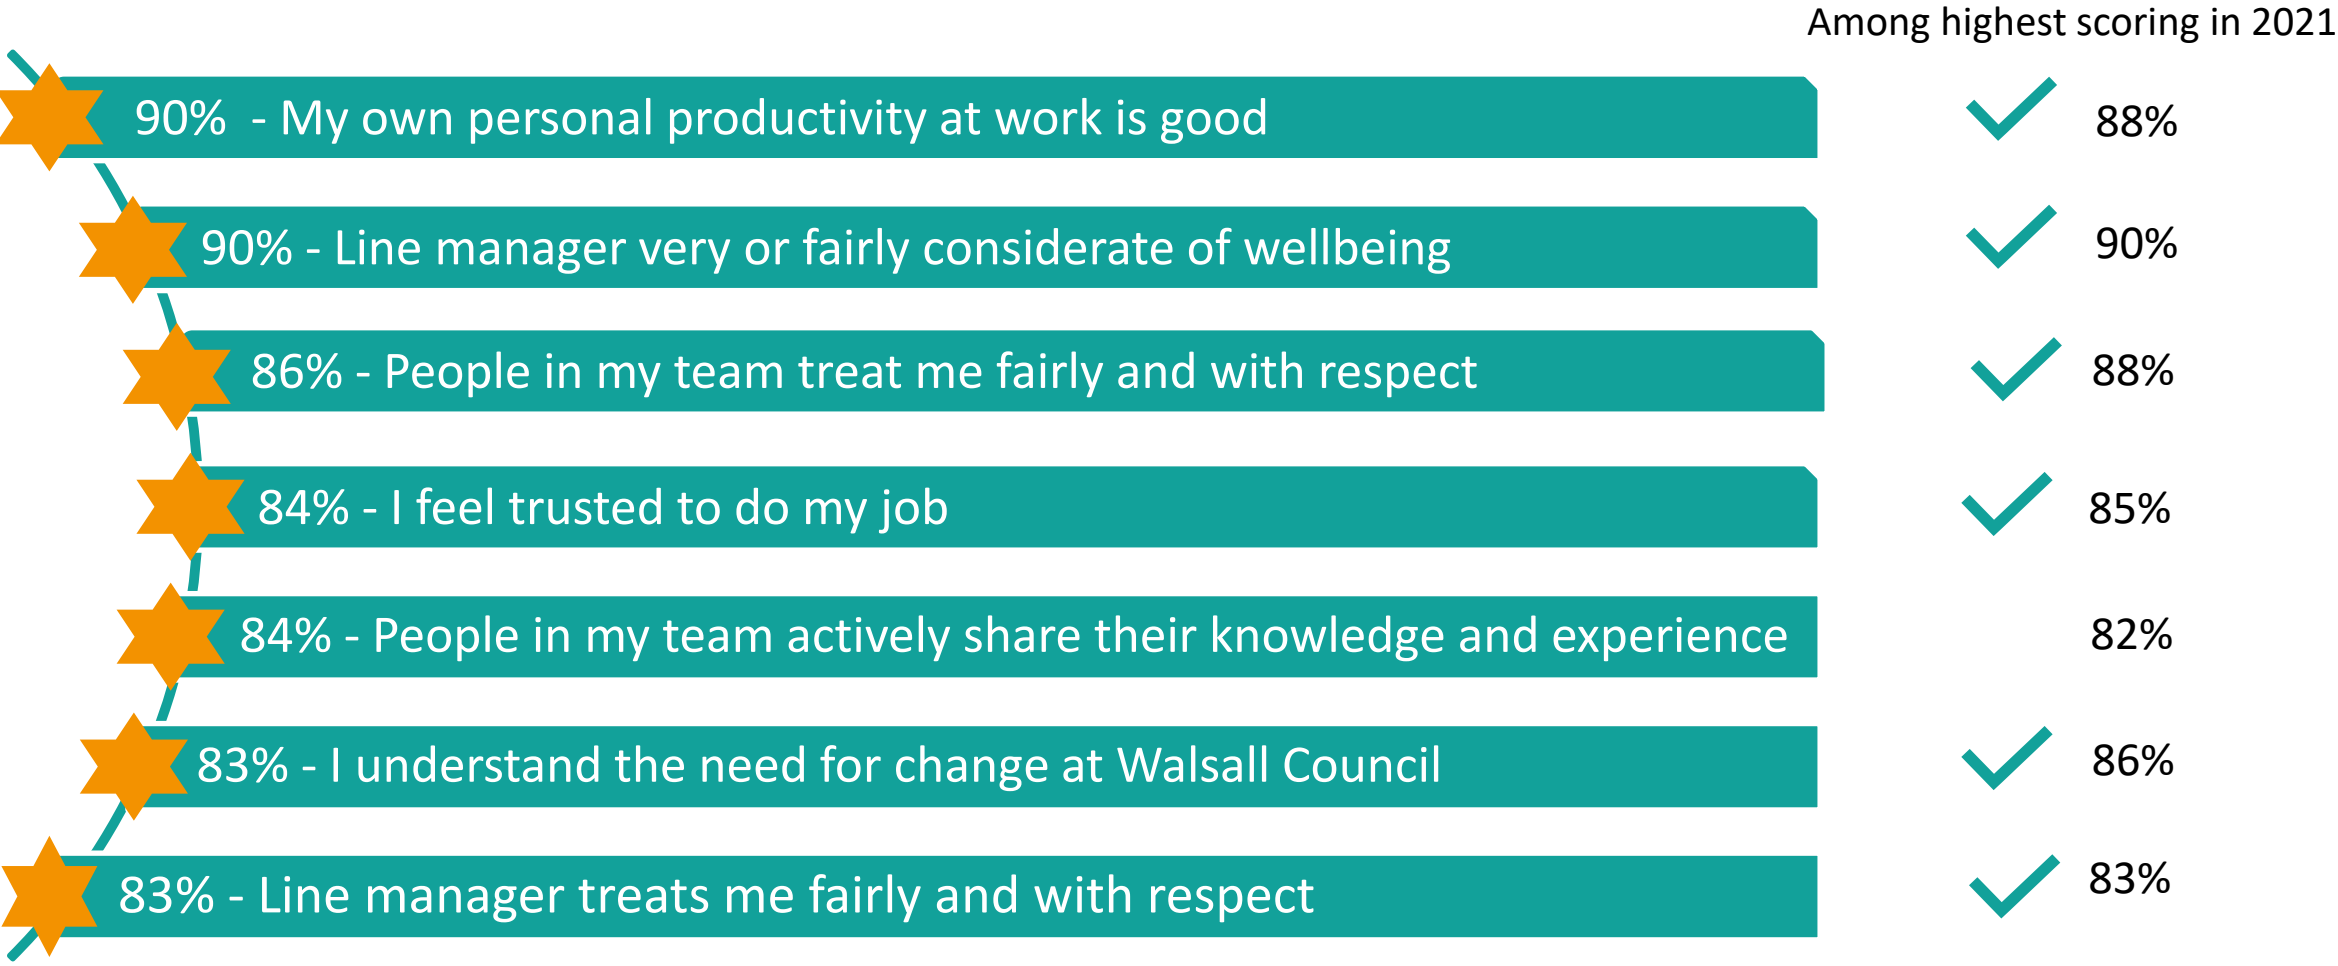 Among highest scoring in 2021
90% - My own personal productivity at work is good
88%
90% - Line manager very or fairly considerate of wellbeing
90%
86% - People in my team treat me fairly and with respect
88%
84% - I feel trusted to do my job
85%
84% - People in my team actively share their knowledge and experience
82%
83% - I understand the need for change at Walsall Council
86%
83% - Line manager treats me fairly and with respect
83%